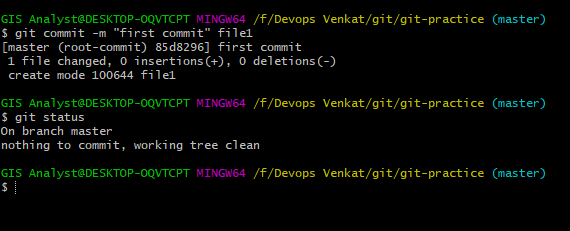 GIS Analyst@DESKTOP-OQVTCPT MINGW64 /f/Devops Venkat/git/git-practice (master)
$ git commit -m "first commit" file1
[master (root-commit) 85d8296] first commit
 1 file changed, 0 insertions(+), 0 deletions(-)
 create mode 100644 file1
GIS Analyst@DESKTOP-OQVTCPT MINGW64 /f/Devops Venkat/git/git-practice (master)
$ git status
On branch master
nothing to commit, working tree clean
GIS Analyst@DESKTOP-OQVTCPT MINGW64 /f/Devops Venkat/git/git-practice (master)
$